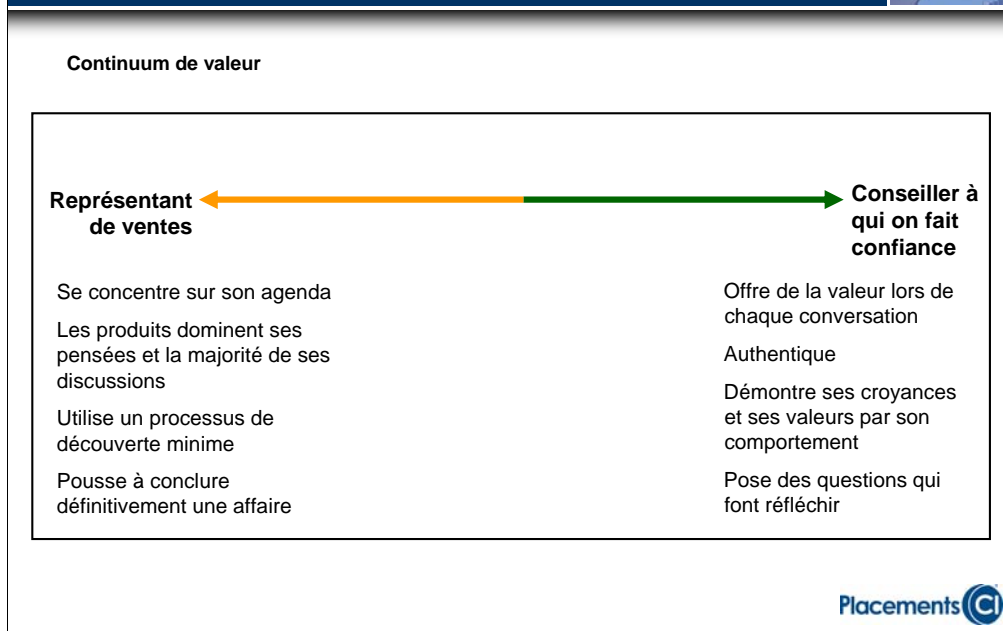 Continuum de valeur
Représentant
de ventes
Conseiller à
qui on fait
confiance
Se concentre sur son agenda
Les produits dominent ses
pensées et la majorité de ses
discussions
Utilise un processus de
découverte minime
Pousse à conclure
définitivement une affaire
Offre de la valeur lors de
chaque conversation
Authentique
Démontre ses croyances
et ses valeurs par son
comportement
Pose des questions qui
font réfléchir
Placements CI